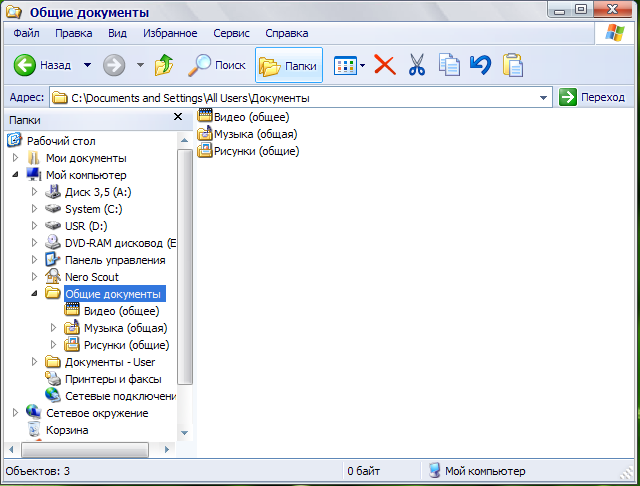 Общие документы
Файл Правка Вид Избранное Сервис Справка
Назад Поиск Папки
Адрес: C:\Documents and Settings\All Users\Документы Переход
Папки
Рабочий стол
Мои документы
Мой компьютер
Диск 3,5 (A:)
System (C:)
USR (D:)
DVD-RAM дисковод (E
Панель управления
Nero Scout
Общие документы
Видео (общее)
Музыка (общая)
Рисунки (общие)
Документы - User
Принтеры и факсы
Сетевые подключени
Сетевое окружение
Корзина
Видео (общее)
Музыка (общая)
Рисунки (общие)
Объектов: 3 0 байт Мой компьютер